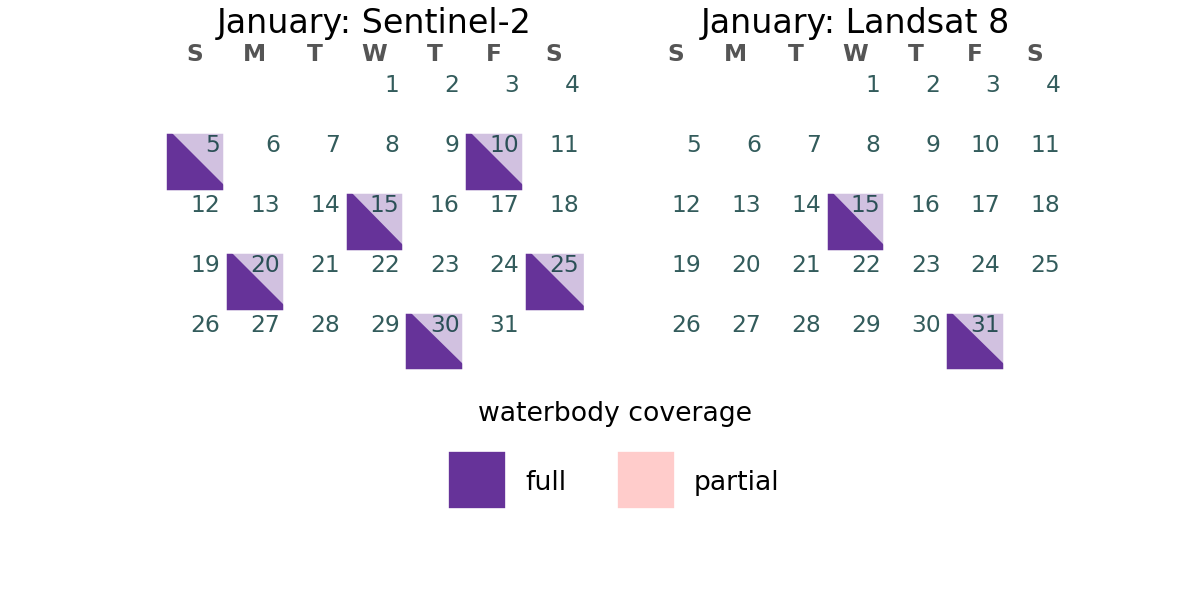 January: Sentinel-2
S M T W T F S
1 2 3 4
5 6 7 8 9 10 11
12 13 14 15 16 17 18
19 20 21 22 23 24 25
26 27 28 29 30 31
January: Landsat 8
S M T W T F S
1 2 3 4
5 6 7 8 9 10 11
12 13 14 15 16 17 18
19 20 21 22 23 24 25
26 27 28 29 30 31
waterbody coverage
full
partial